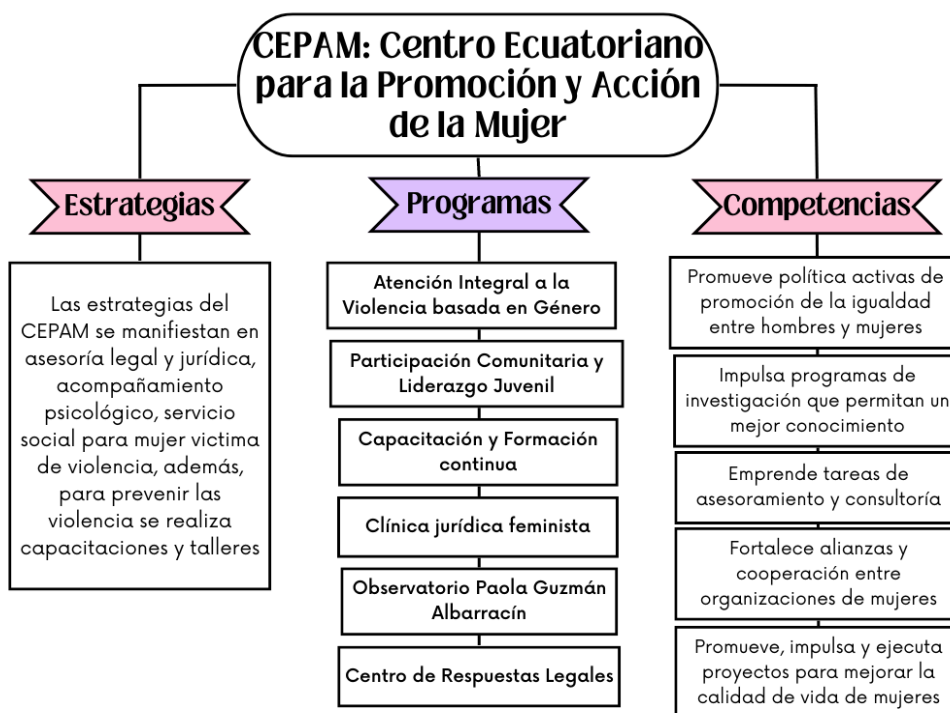 CEPAM: Centro Ecuatoriano
para la Promoción y Acción
de la Mujer
Estrategias
Las estrategias del
CEPAM se manifiestan en
asesoría legal y jurídica,
acompañamiento
psicológico, servicio
social para mujer victima
de violencia, además,
para prevenir las
violencia se realiza
capacitaciones y talleres
Programas
Atención Integral a la
Violencia basada en Género
Participación Comunitaria y
Liderazgo Juvenil
Capacitación y Formación
continua
Clínica jurídica feminista
Observatorio Paola Guzmán
Albarracín
Centro de Respuestas Legales
Competencias
Promueve política activas de
promoción de la igualdad
entre hombres y mujeres
Impulsa programas de
investigación que permitan un
mejor conocimiento
Emprende tareas de
asesoramiento y consultoría
Fortalece alianzas y
cooperación entre
organizaciones de mujeres
Promueve, impulsa y ejecuta
proyectos para mejorar la
calidad de vida de mujeres